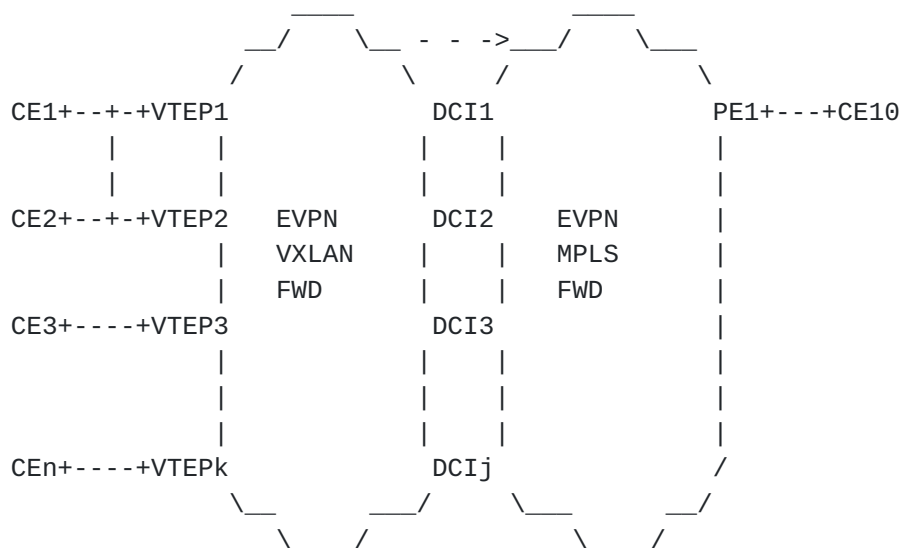 CE1+--+-+VTEP1 DCI1 PE1+---+CE10
CE2+--+-+VTEP2 EVPN DCI2 EVPN
VXLAN MPLS
FWD FWD
CE3+----+VTEP3 DCI3
CEn+----+VTEPk DCIj